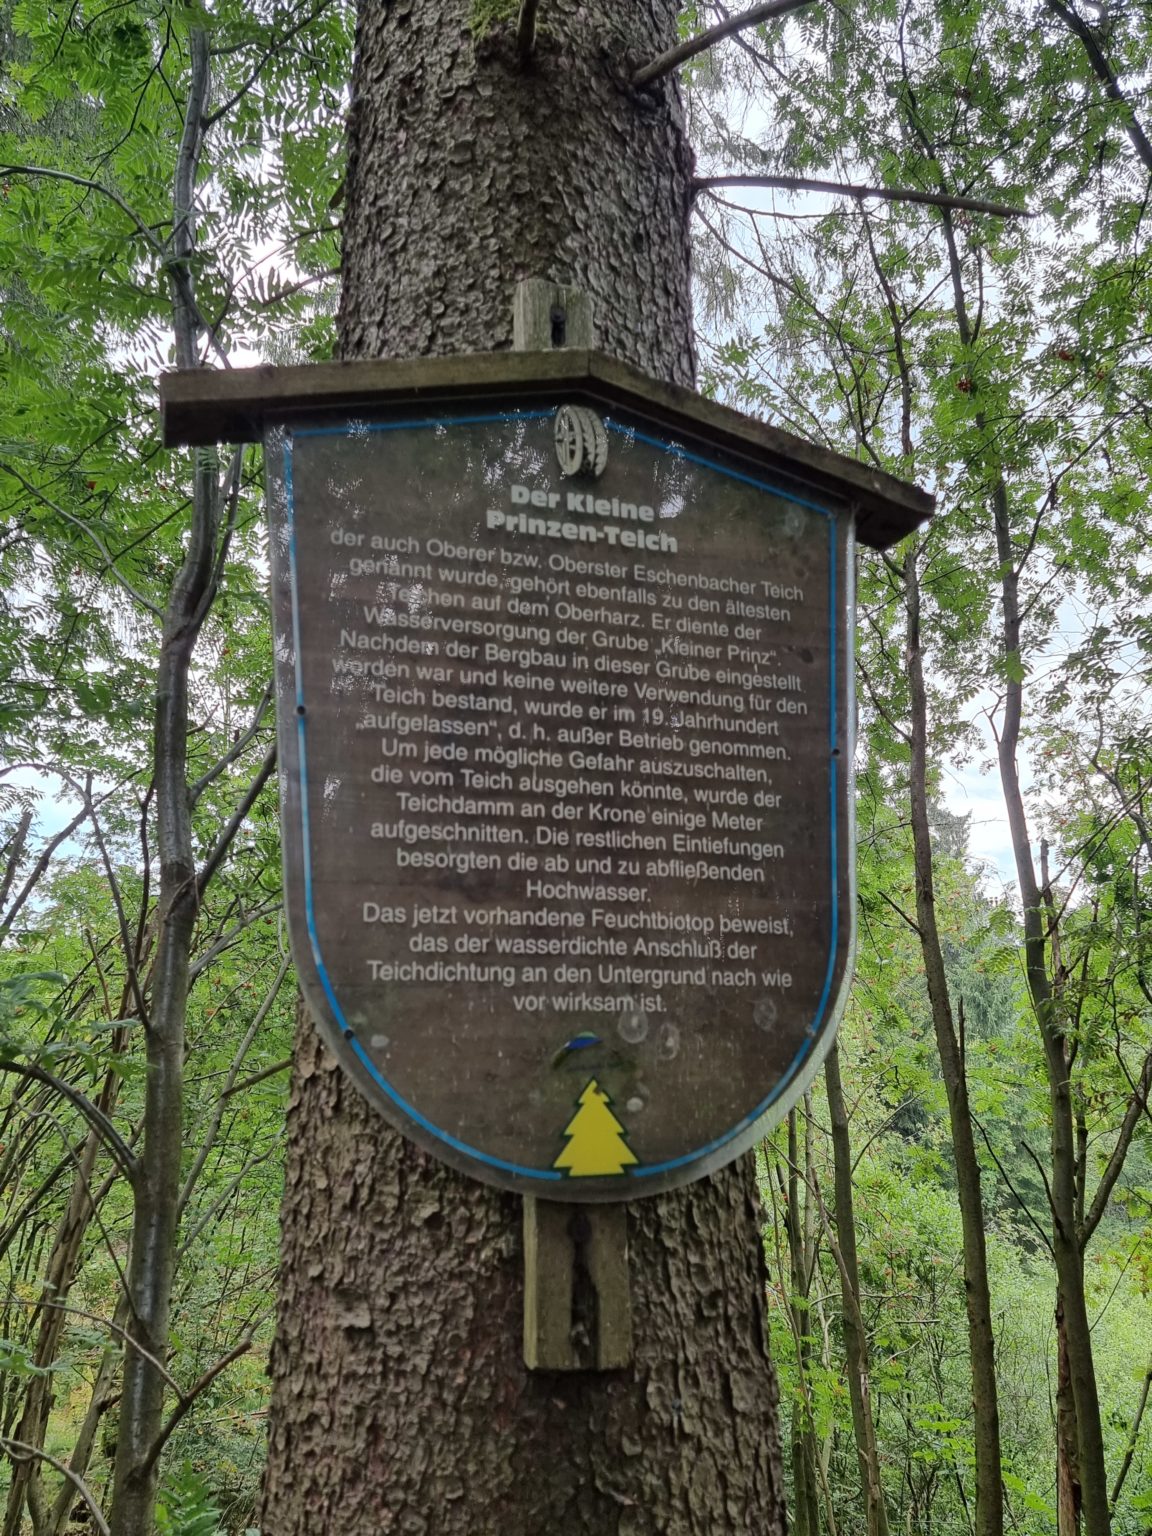 Der Kleine
Prinzen-Teich
der auch Oberer bzw. Oberster Eschenbacher Teich
genannt wurde, gehört ebenfalls zu den ältesten
Teichen auf dem Oberharz. Er diente der
Wasserversorgung der Grube „Kleiner Prinz“.
Nachdem der Bergbau in dieser Grube eingestellt
worden war und keine weitere Verwendung für den
Teich bestand, wurde er im 19. Jahrhundert
„aufgelassen“, d. h. außer Betrieb genommen.
Um jede mögliche Gefahr auszuschalten,
die vom Teich ausgehen könnte, wurde der
Teichdamm an der Krone einige Meter
aufgeschnitten. Die restlichen Eintiefungen
besorgten die ab und zu abfließenden
Hochwässer.
Das jetzt vorhandene Feuchtbiotop beweist,
das der wasserdichte Anschluß der
Teichdichtung an den Untergrund nach wie
vor wirksam ist.